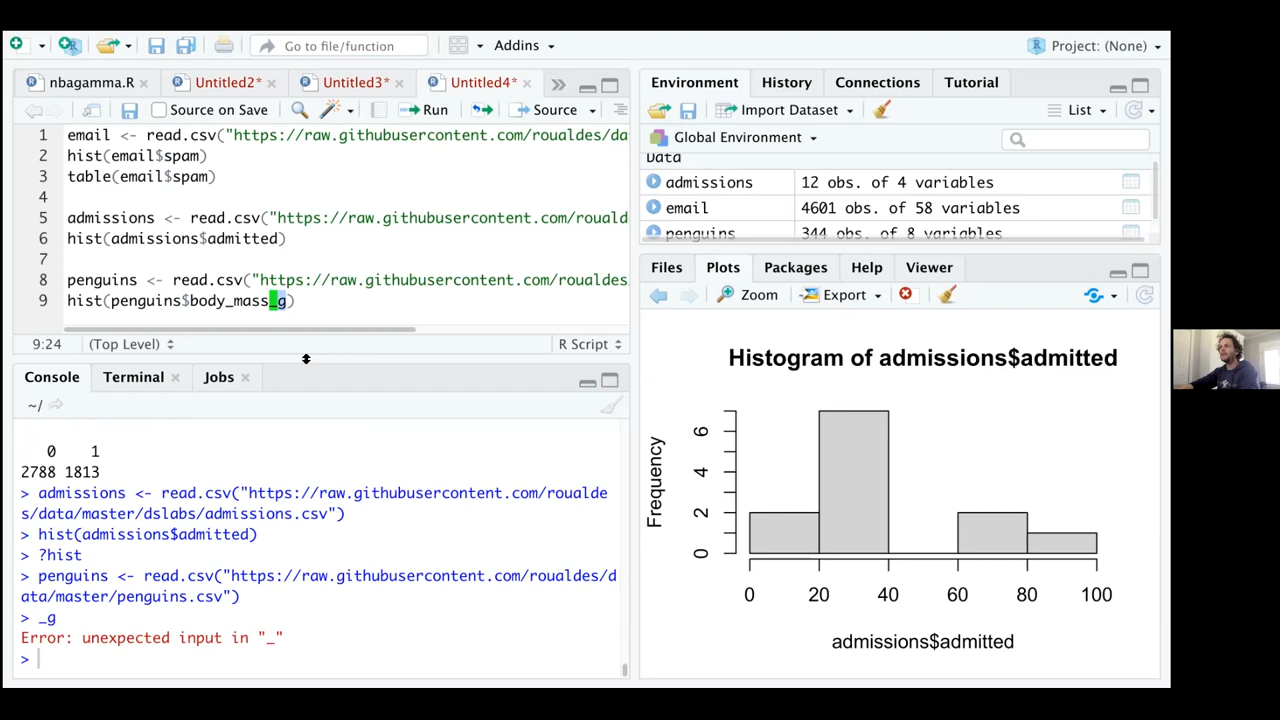 Go to file/function
Addins
Project: (None)
nbagamma.R
Untitled2*
Untitled3*
Untitled4*
Source on Save
Run
Source
1 email <- read.csv("https://raw.githubusercontent.com/roualdes/da
2 hist(email$spam)
3 table(email$spam)
4
5 admissions <- read.csv("https://raw.githubusercontent.com/rouald
6 hist(admissions$admitted)
7
8 penguins <- read.csv("https://raw.githubusercontent.com/roualdes
9 hist(penguins$body_mass_g)
9:24 (Top Level) R Script
Console Terminal Jobs
~/
0 1
2788 1813
> admissions <- read.csv("https://raw.githubusercontent.com/roualde
s/data/master/dslabs/admissions.csv")
> hist(admissions$admitted)
> ?hist
> penguins <- read.csv("https://raw.githubusercontent.com/roualdes/d
ata/master/penguins.csv")
> _g
Error: unexpected input in "_"
>
Environment History Connections Tutorial
Import Dataset List
Global Environment
Data
admissions 12 obs. of 4 variables
email 4601 obs. of 58 variables
penguins 344 obs. of 8 variables
Files Plots Packages Help Viewer
Zoom Export
Histogram of admissions$admitted
Frequency
6
4
2
0
0 20 40 60 80 100
admissions$admitted